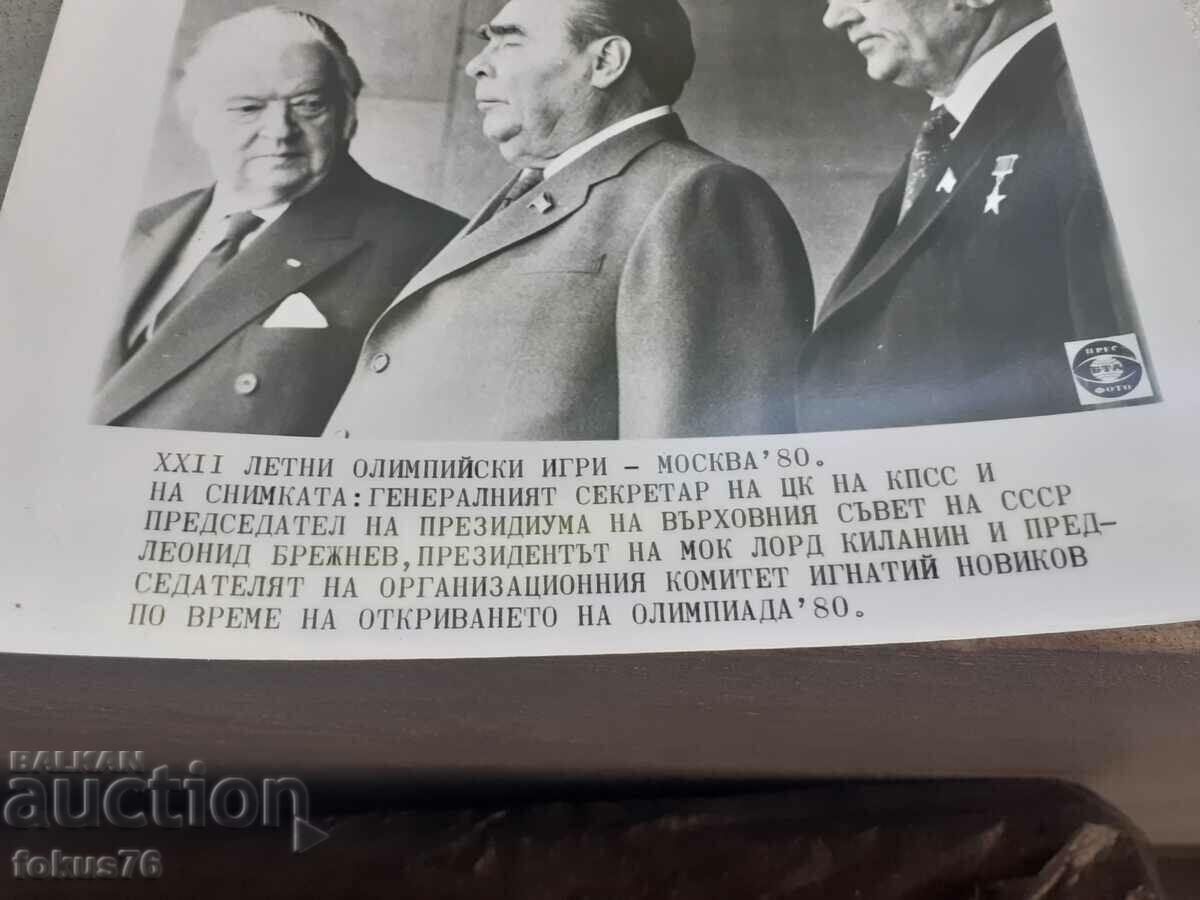 ПРЕС
БТА
ФОТО
XXII ЛЕТНИ ОЛИМПИЙСКИ ИГРИ - МОСКВА'80.
НА СНИМКАТА:ГЕНЕРАЛНИЯТ СЕКРЕТАР НА ЦК НА КПСС И
ПРЕДСЕДАТЕЛ НА ПРЕЗИДИУМА НА ВЪРХОВНИЯ СЪВЕТ НА СССР
ЛЕОНИД БРЕЖНЕВ,ПРЕЗИДЕНТЪТ НА МОК ЛОРД КИЛАНИН И ПРЕД-
СЕДАТЕЛЯТ НА ОРГАНИЗАЦИОННИЯ КОМИТЕТ ИГНАТИЙ НОВИКОВ
ПО ВРЕМЕ НА ОТКРИВАНЕТО НА ОЛИМПИАДА'80.
BALKAN
auction
fokus76